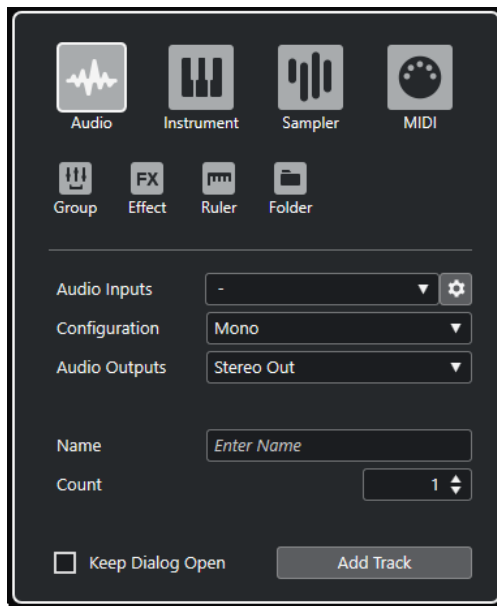 Audio Instrument Sampler MIDI
FX
Group Effect Ruler Folder
Audio Inputs -
Configuration Mono
Audio Outputs Stereo Out
Name Enter Name
Count 1
Keep Dialog Open Add Track